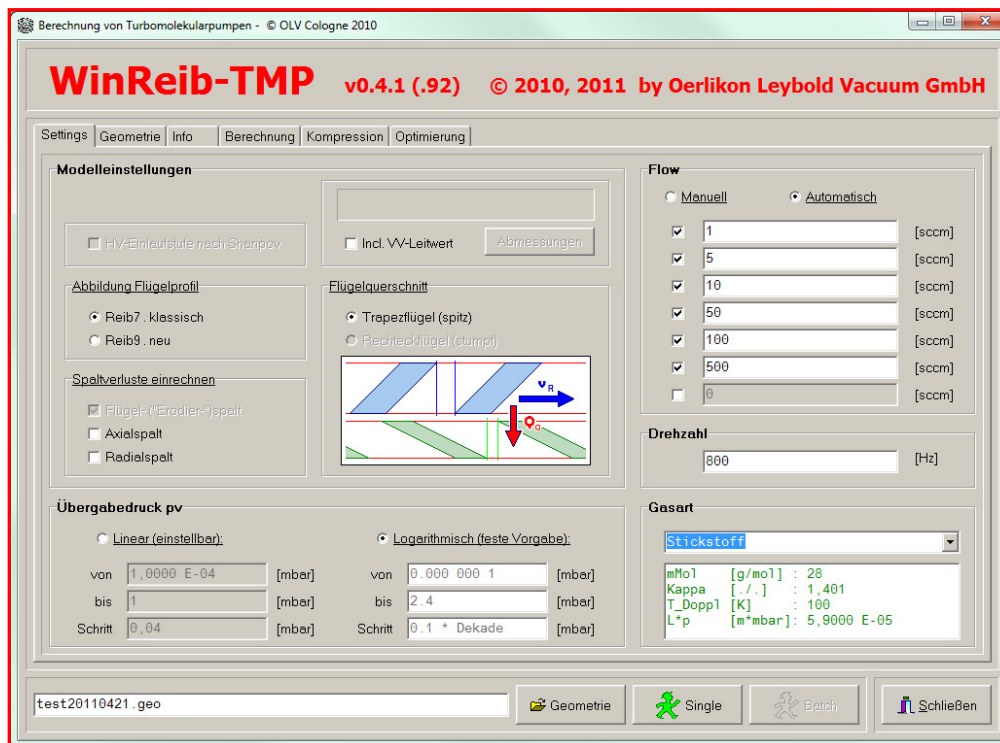 Berechnung von Turbomolekularpumpen - © OLV Cologne 2010
WinReib-TMP v0.4.1 (.92) © 2010, 2011 by Oerlikon Leybold Vacuum GmbH
Settings Geometrie Info Berechnung Kompression Optimierung
Modelleinstellungen
HV-Einlaufstufe nach Sharipov
Incl. VV-Leitwert Abmessungen
Abbildung Flügelprofil
Reib7 . klassisch
Reib9 . neu
Flügelquerschnitt
Trapezflügel (spitz)
Rechteckflügel (stumpf)
v R
Q o
Spaltverluste einrechnen
Flügel- ("Erodier-")spalt
Axialspalt
Radialspalt
Übergabedruck pv
Linear (einstellbar):
von 1,0000 E-04 [mbar]
bis 1 [mbar]
Schritt 0,04 [mbar]
Logarithmisch (feste Vorgabe):
von 0.000 000 1 [mbar]
bis 2.4 [mbar]
Schritt 0.1 * Dekade [mbar]
Flow
Manuell Automatisch
1 [sccm]
5 [sccm]
10 [sccm]
50 [sccm]
100 [sccm]
500 [sccm]
0 [sccm]
Drehzahl
800 [Hz]
Gasart
Stickstoff
mMol [g/mol] : 28
Kappa [./.] : 1,401
T_Doppl [K] : 100
L*p [m*mbar]: 5,9000 E-05
test20110421.geo Geometrie Single Batch Schließen